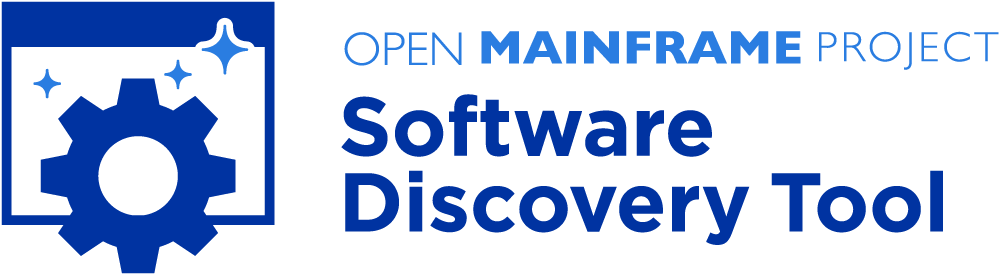 OPEN MAINFRAME PROJECT
Software
Discovery Tool